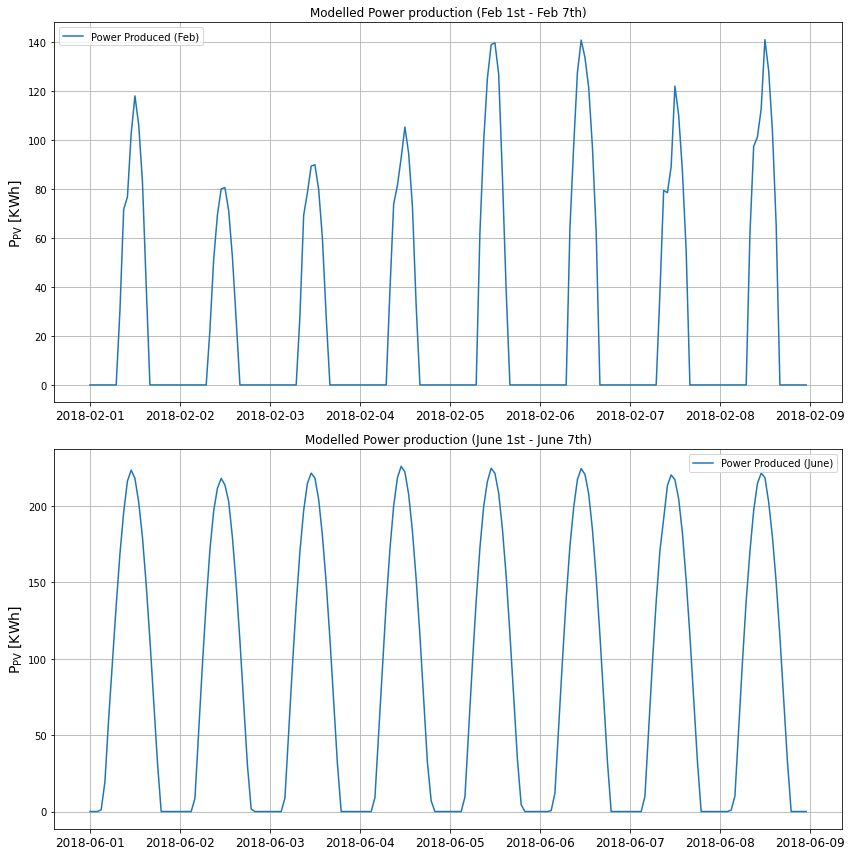 Modelled Power production (Feb 1st - Feb 7th)
Power Produced (Feb)
P_PV [KWh]
140
120
100
80
60
40
20
0
2018-02-01 2018-02-02 2018-02-03 2018-02-04 2018-02-05 2018-02-06 2018-02-07 2018-02-08 2018-02-09
Modelled Power production (June 1st - June 7th)
Power Produced (June)
P_PV [KWh]
200
150
100
50
0
2018-06-01 2018-06-02 2018-06-03 2018-06-04 2018-06-05 2018-06-06 2018-06-07 2018-06-08 2018-06-09